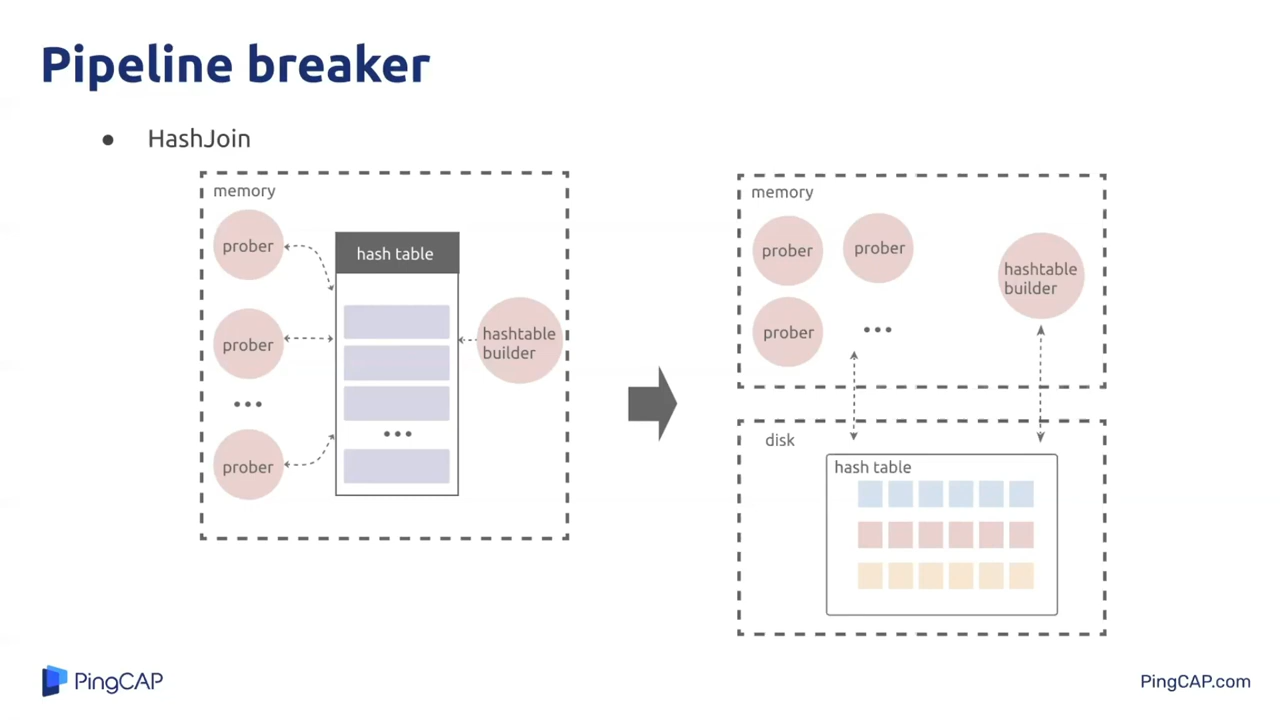 Pipeline breaker
● HashJoin
memory
prober
hash table
prober
hashtable
builder
•••
•••
prober
memory
prober
prober
hashtable
builder
prober
•••
disk
hash table
PingCAP
PingCAP.com